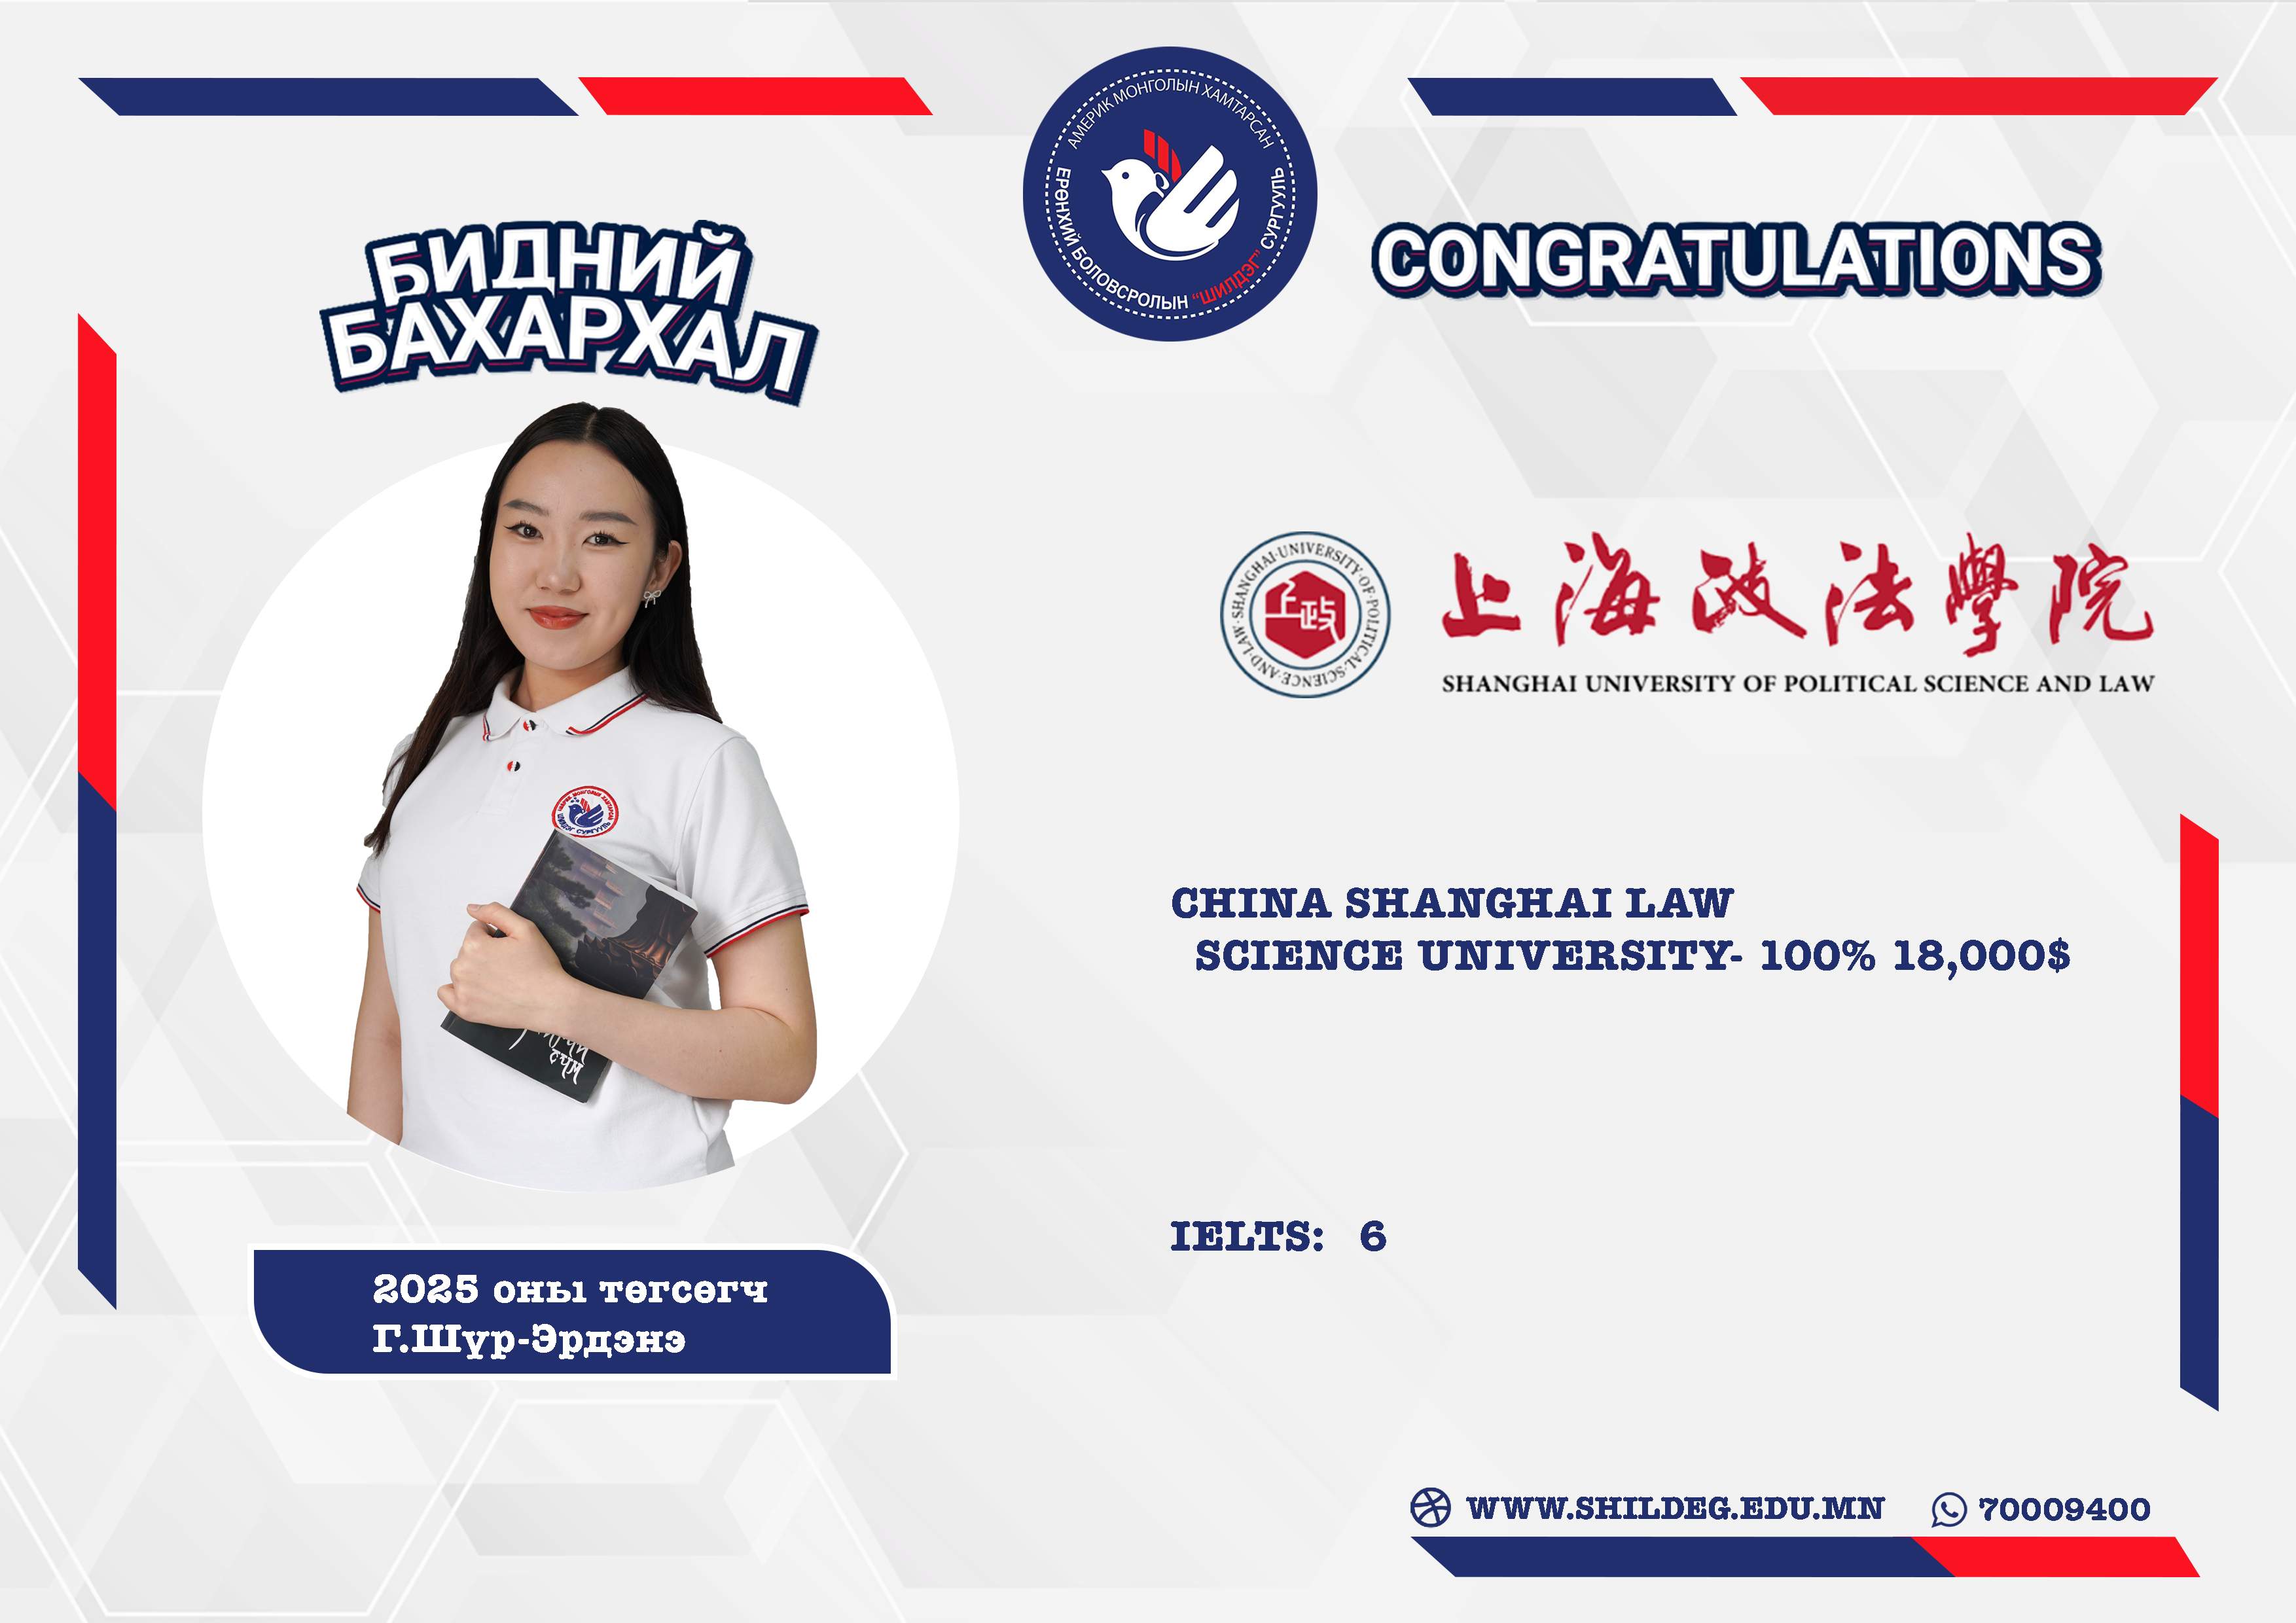 АМЕРИК МОНГОЛЫН ХАМТАРСАН
ЕРӨНХИЙ БОЛОВСРОЛЫН “ШИЛДЭГ” СУРГУУЛЬ
БИДНИЙ
БАХАРХАЛ
CONGRATULATIONS
SHANGHAI·UNIVERSITY·OF·POLITICAL·SCIENCE·AND·LAW·
上政
上海政法學院
SHANGHAI UNIVERSITY OF POLITICAL SCIENCE AND LAW
CHINA SHANGHAI LAW
SCIENCE UNIVERSITY- 100% 18,000$
IELTS: 6
2025 оны төгсөгч
Г.Шүр-Эрдэнэ
WWW.SHILDEG.EDU.MN 70009400